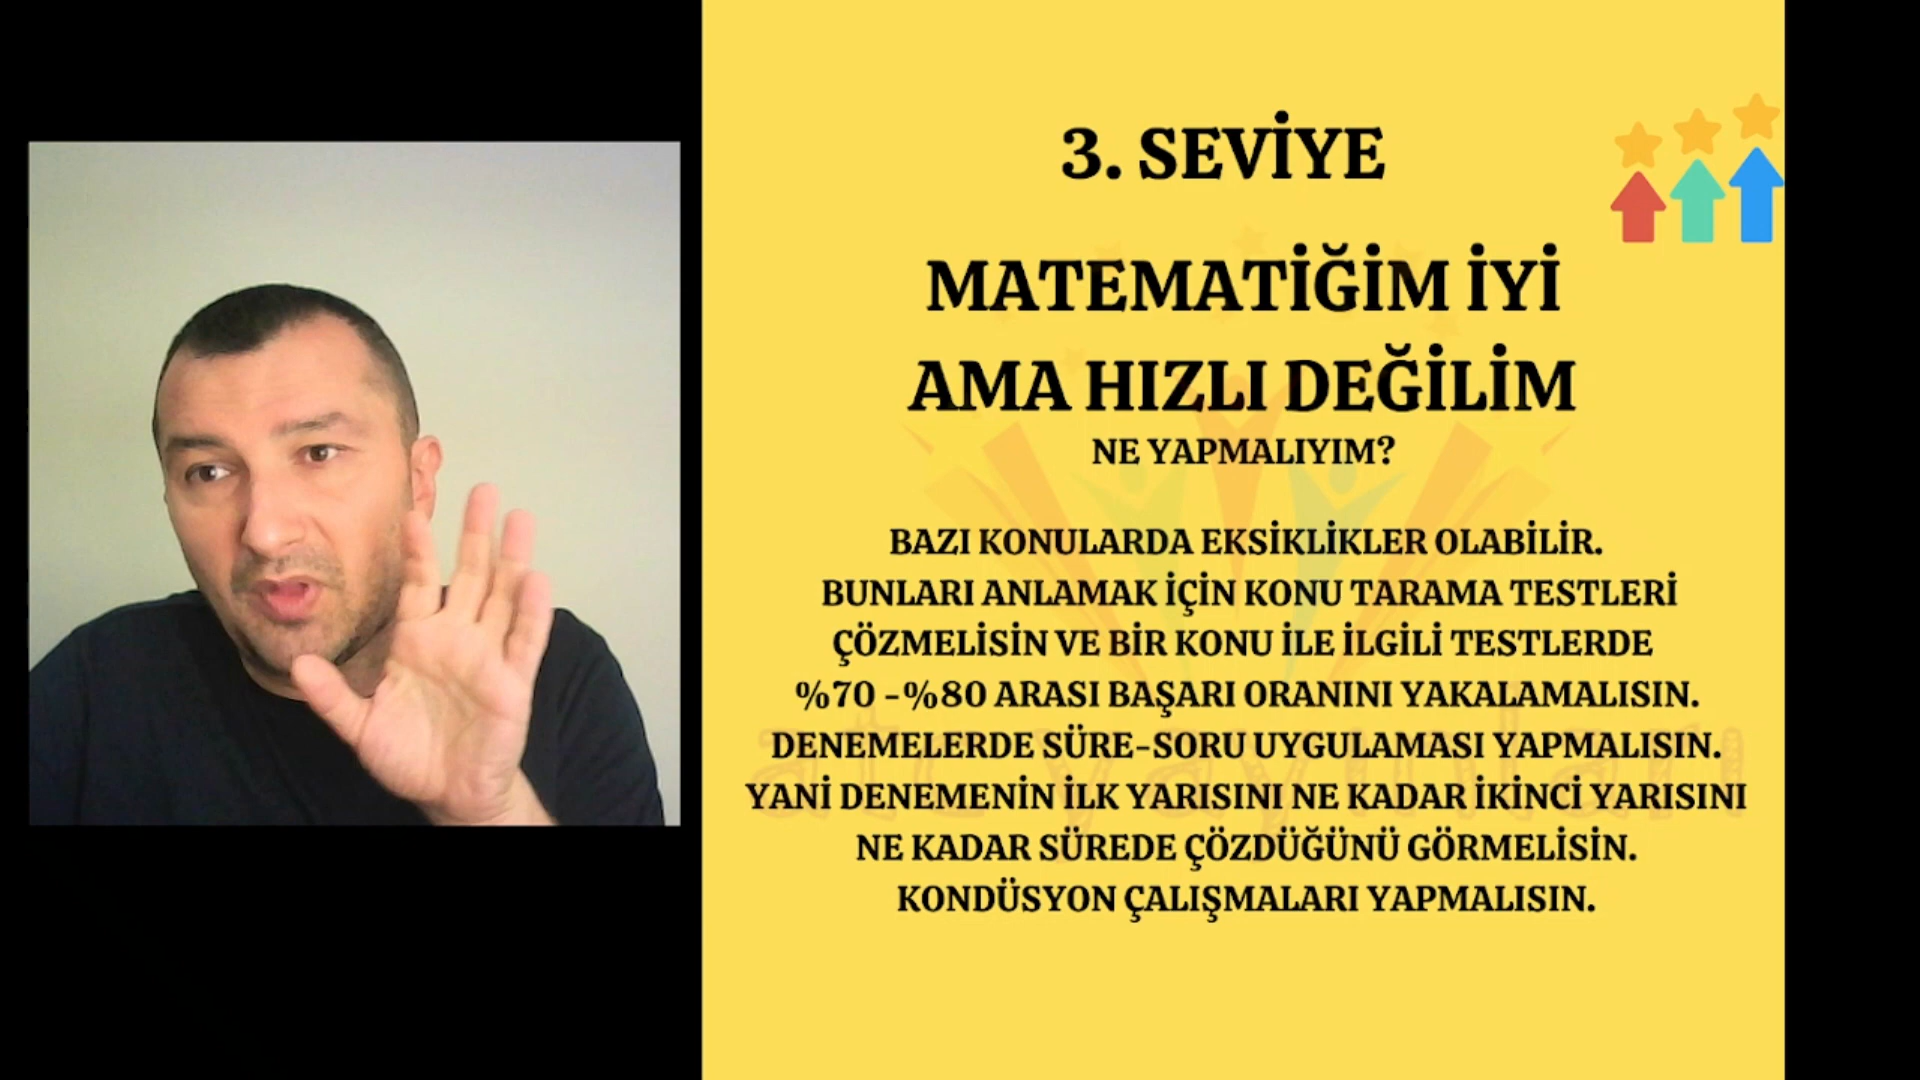 3. SEVİYE
MATEMATİĞİM İYİ
AMA HIZLI DEĞİLİM
NE YAPMALIYIM?
BAZI KONULARDA EKSİKLİKLER OLABİLİR.
BUNLARI ANLAMAK İÇİN KONU TARAMA TESTLERİ
ÇÖZMELİSİN VE BİR KONU İLE İLGİLİ TESTLERDE
%70 -%80 ARASI BAŞARI ORANINI YAKALAMALISIN.
DENEMELERDE SÜRE-SORU UYGULAMASI YAPMALISIN.
YANİ DENEMENİN İLK YARISINI NE KADAR İKİNCİ YARISINI
NE KADAR SÜREDE ÇÖZDÜĞÜNÜ GÖRMELİSİN.
KONDÜSYON ÇALIŞMALARI YAPMALISIN.
yayınları